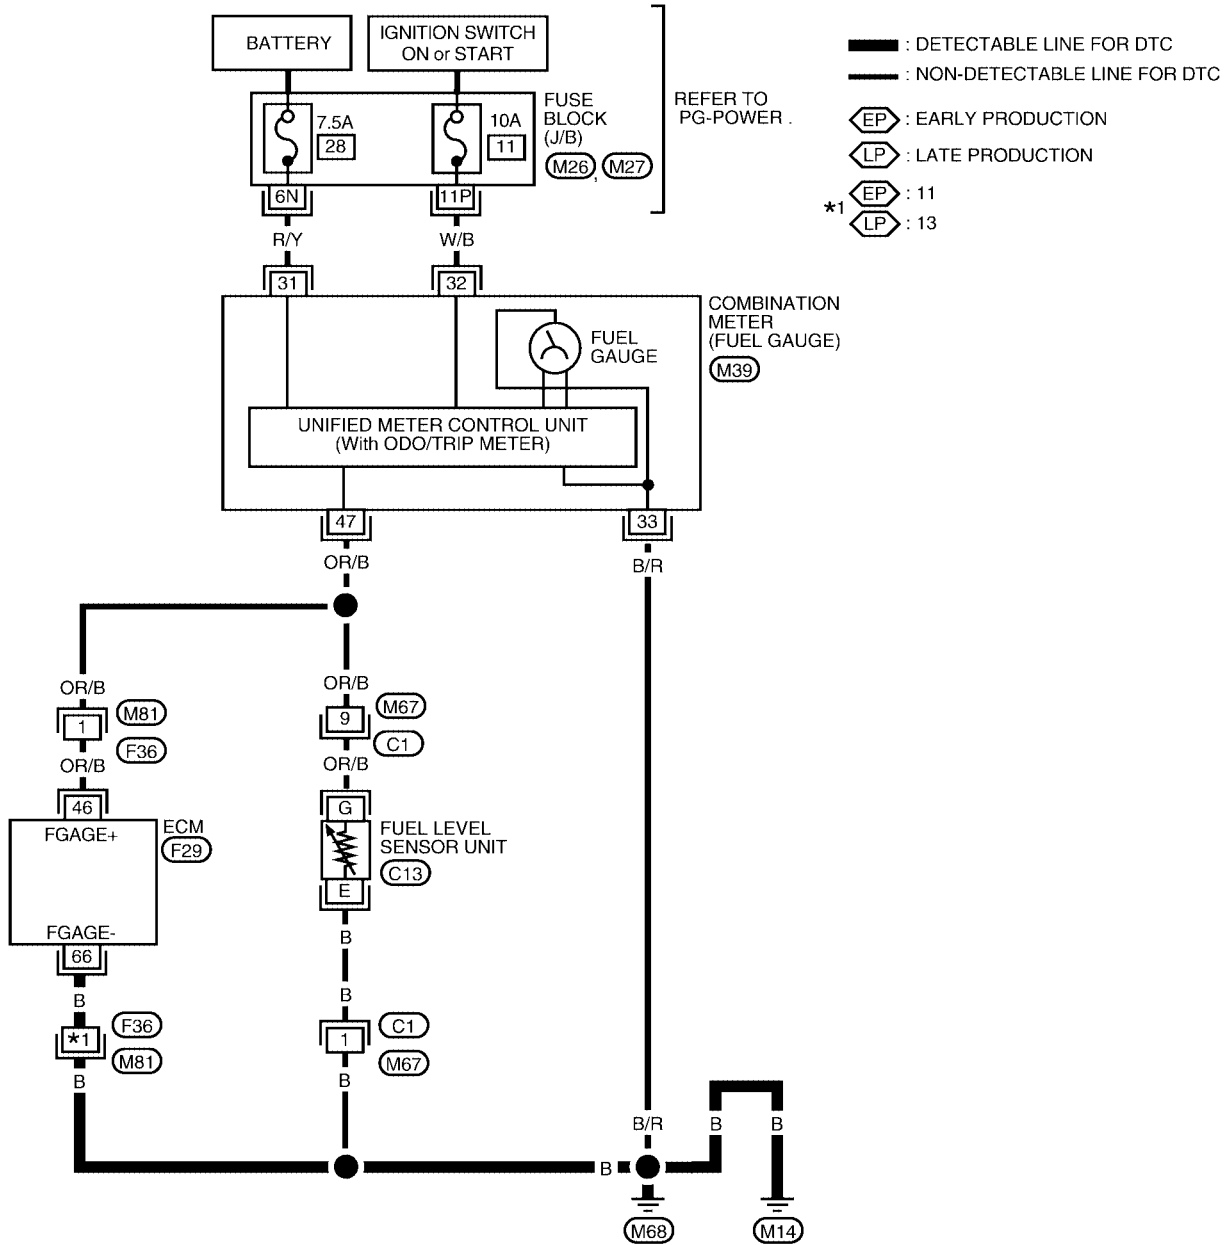 BATTERY
IGNITION SWITCH
ON or START
: DETECTABLE LINE FOR DTC
: NON-DETECTABLE LINE FOR DTC
EP : EARLY PRODUCTION
LP : LATE PRODUCTION
*1
EP : 11
LP : 13
REFER TO
PG-POWER .
7.5A
28
10A
11
FUSE
BLOCK
(J/B)
M26 , M27
6N
11P
R/Y
W/B
31
32
COMBINATION
METER
(FUEL GAUGE)
M39
FUEL
GAUGE
UNIFIED METER CONTROL UNIT
(With ODO/TRIP METER)
47
33
OR/B
B/R
OR/B
OR/B
1
M81
F36
9
M67
C1
OR/B
OR/B
46
FGAGE+
ECM
F29
FGAGE-
66
G
FUEL LEVEL
SENSOR UNIT
C13
E
B
B
B
*1
F36
M81
1
C1
M67
B
B
B/R
B
B
B
M68
M14